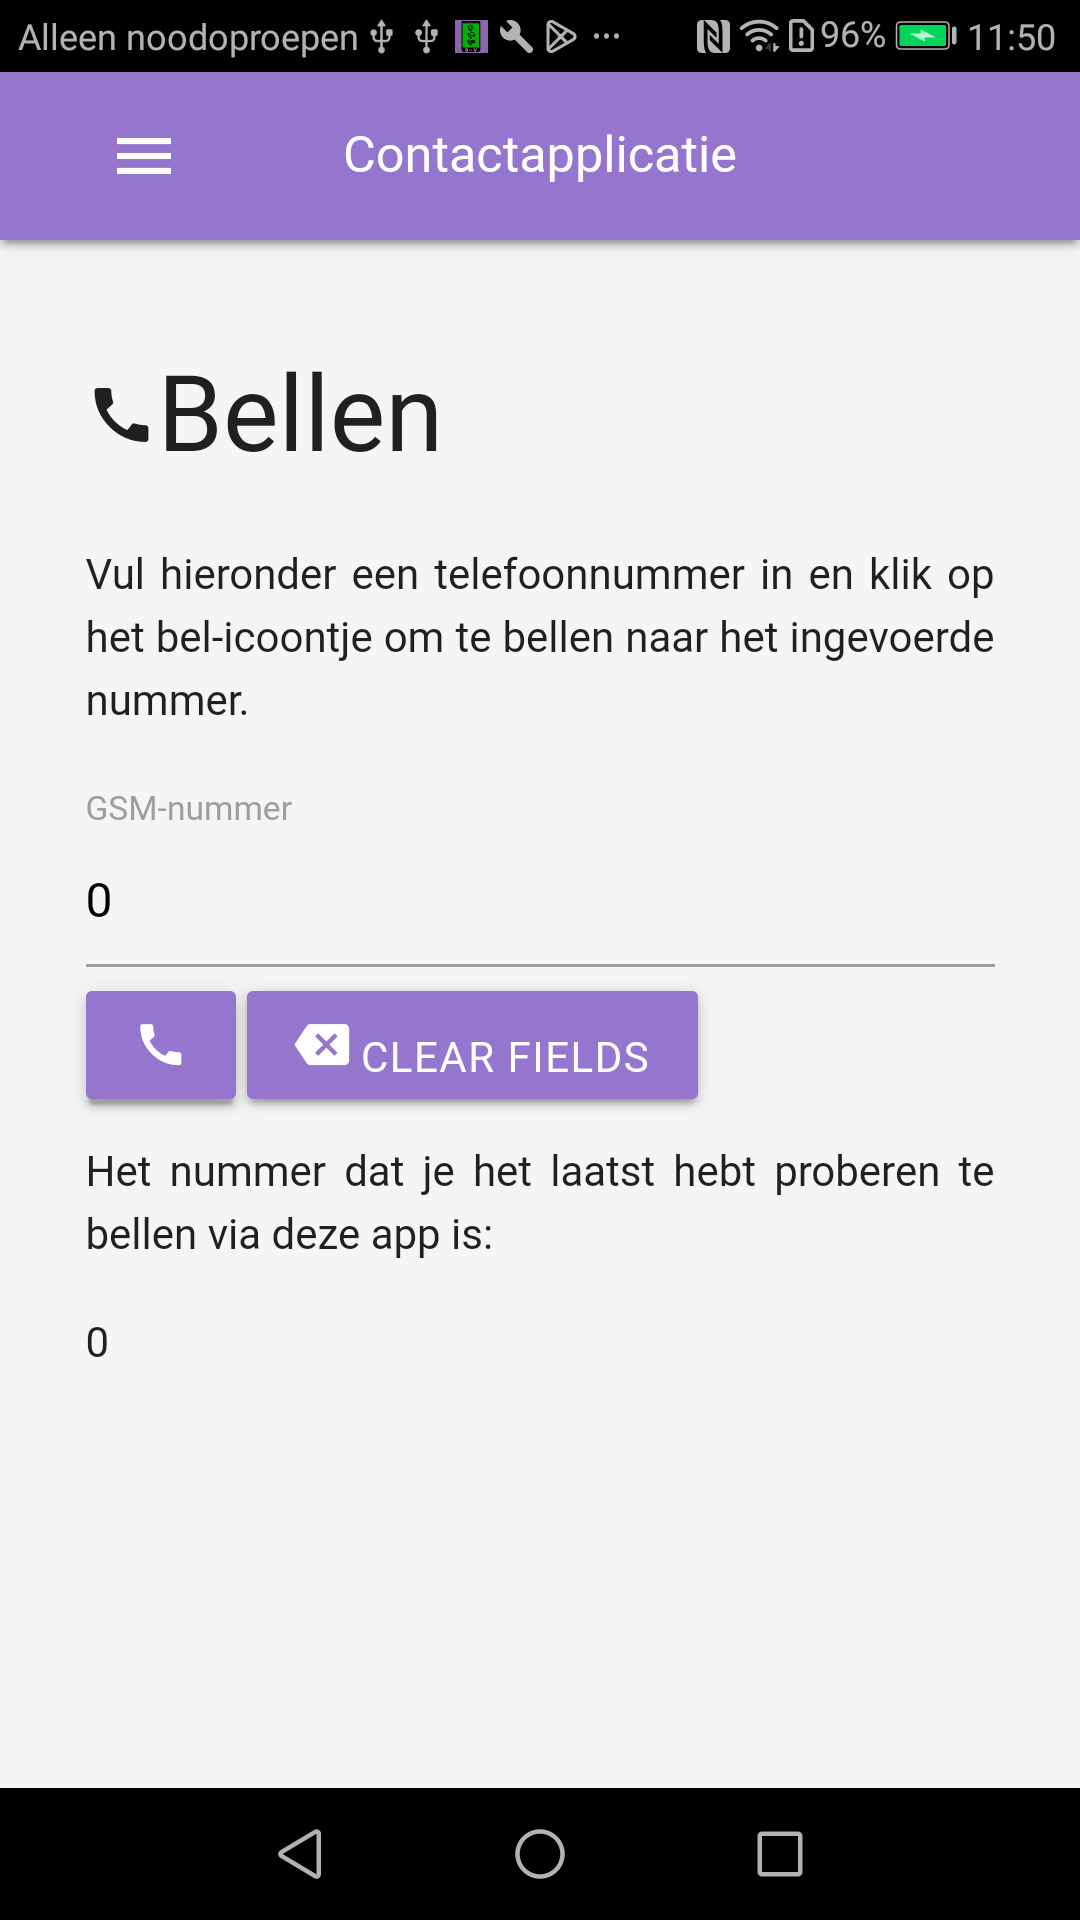 Alleen noodoproepen 96% 11:50
Contactapplicatie
Bellen
Vul hieronder een telefoonnummer in en klik op
het bel-icoontje om te bellen naar het ingevoerde
nummer.
GSM-nummer
0
CLEAR FIELDS
Het nummer dat je het laatst hebt proberen te
bellen via deze app is:
0